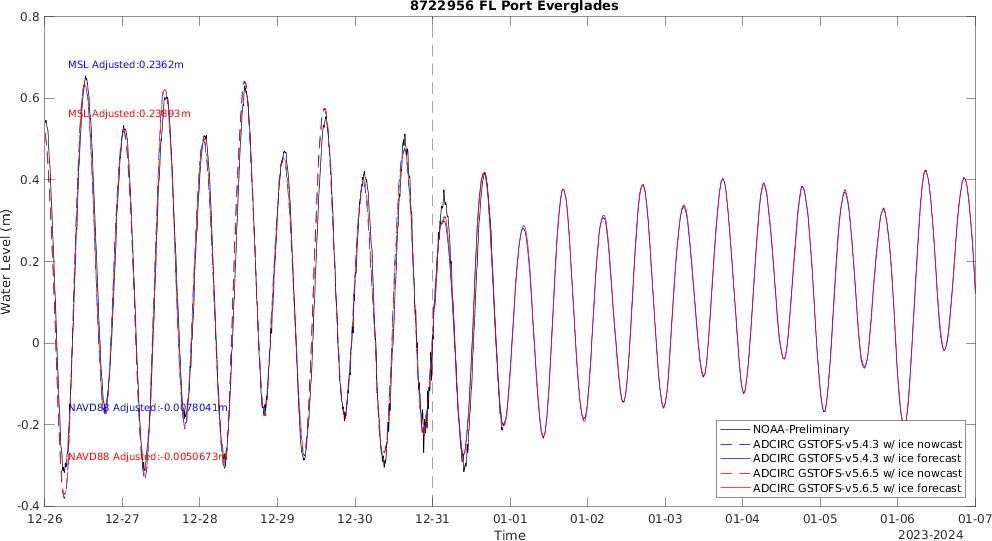 8722956 FL Port Everglades
0.8
0.6
0.4
0.2
0
-0.2
-0.4
Water Level (m)
MSL Adjusted:0.2362m
MSL Adjusted:0.23893m
NAVD88 Adjusted:-0.0078041m
NAVD88 Adjusted:-0.0050673m
NOAA-Preliminary
ADCIRC GSTOFS-v5.4.3 w/ ice nowcast
ADCIRC GSTOFS-v5.4.3 w/ ice forecast
ADCIRC GSTOFS-v5.6.5 w/ ice nowcast
ADCIRC GSTOFS-v5.6.5 w/ ice forecast
12-26 12-27 12-28 12-29 12-30 12-31 01-01 01-02 01-03 01-04 01-05 01-06 01-07
Time
2023-2024